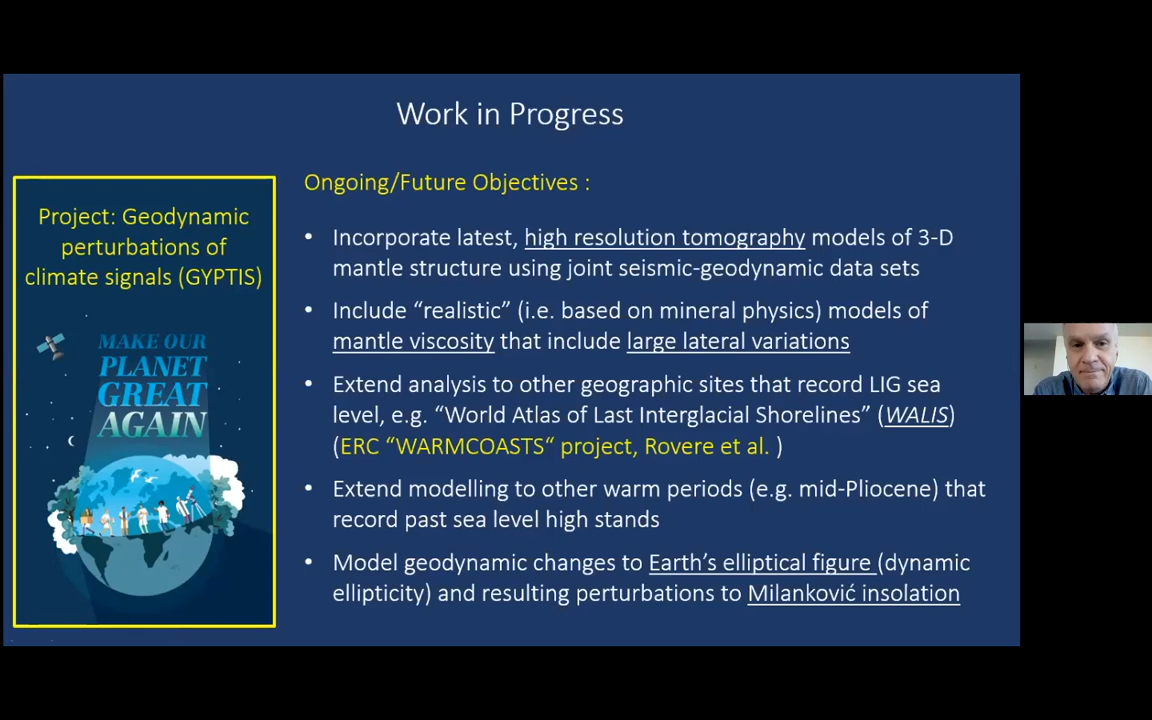 Work in Progress
Project: Geodynamic
perturbations of
climate signals (GYPTIS)
MAKE OUR
PLANET
GREAT
AGAIN
Ongoing/Future Objectives :
• Incorporate latest, high resolution tomography models of 3-D
mantle structure using joint seismic-geodynamic data sets
• Include “realistic” (i.e. based on mineral physics) models of
mantle viscosity that include large lateral variations
• Extend analysis to other geographic sites that record LIG sea
level, e.g. “World Atlas of Last Interglacial Shorelines” (WALIS)
(ERC “WARMCOASTS“ project, Rovere et al. )
• Extend modelling to other warm periods (e.g. mid-Pliocene) that
record past sea level high stands
• Model geodynamic changes to Earth’s elliptical figure (dynamic
ellipticity) and resulting perturbations to Milanković insolation